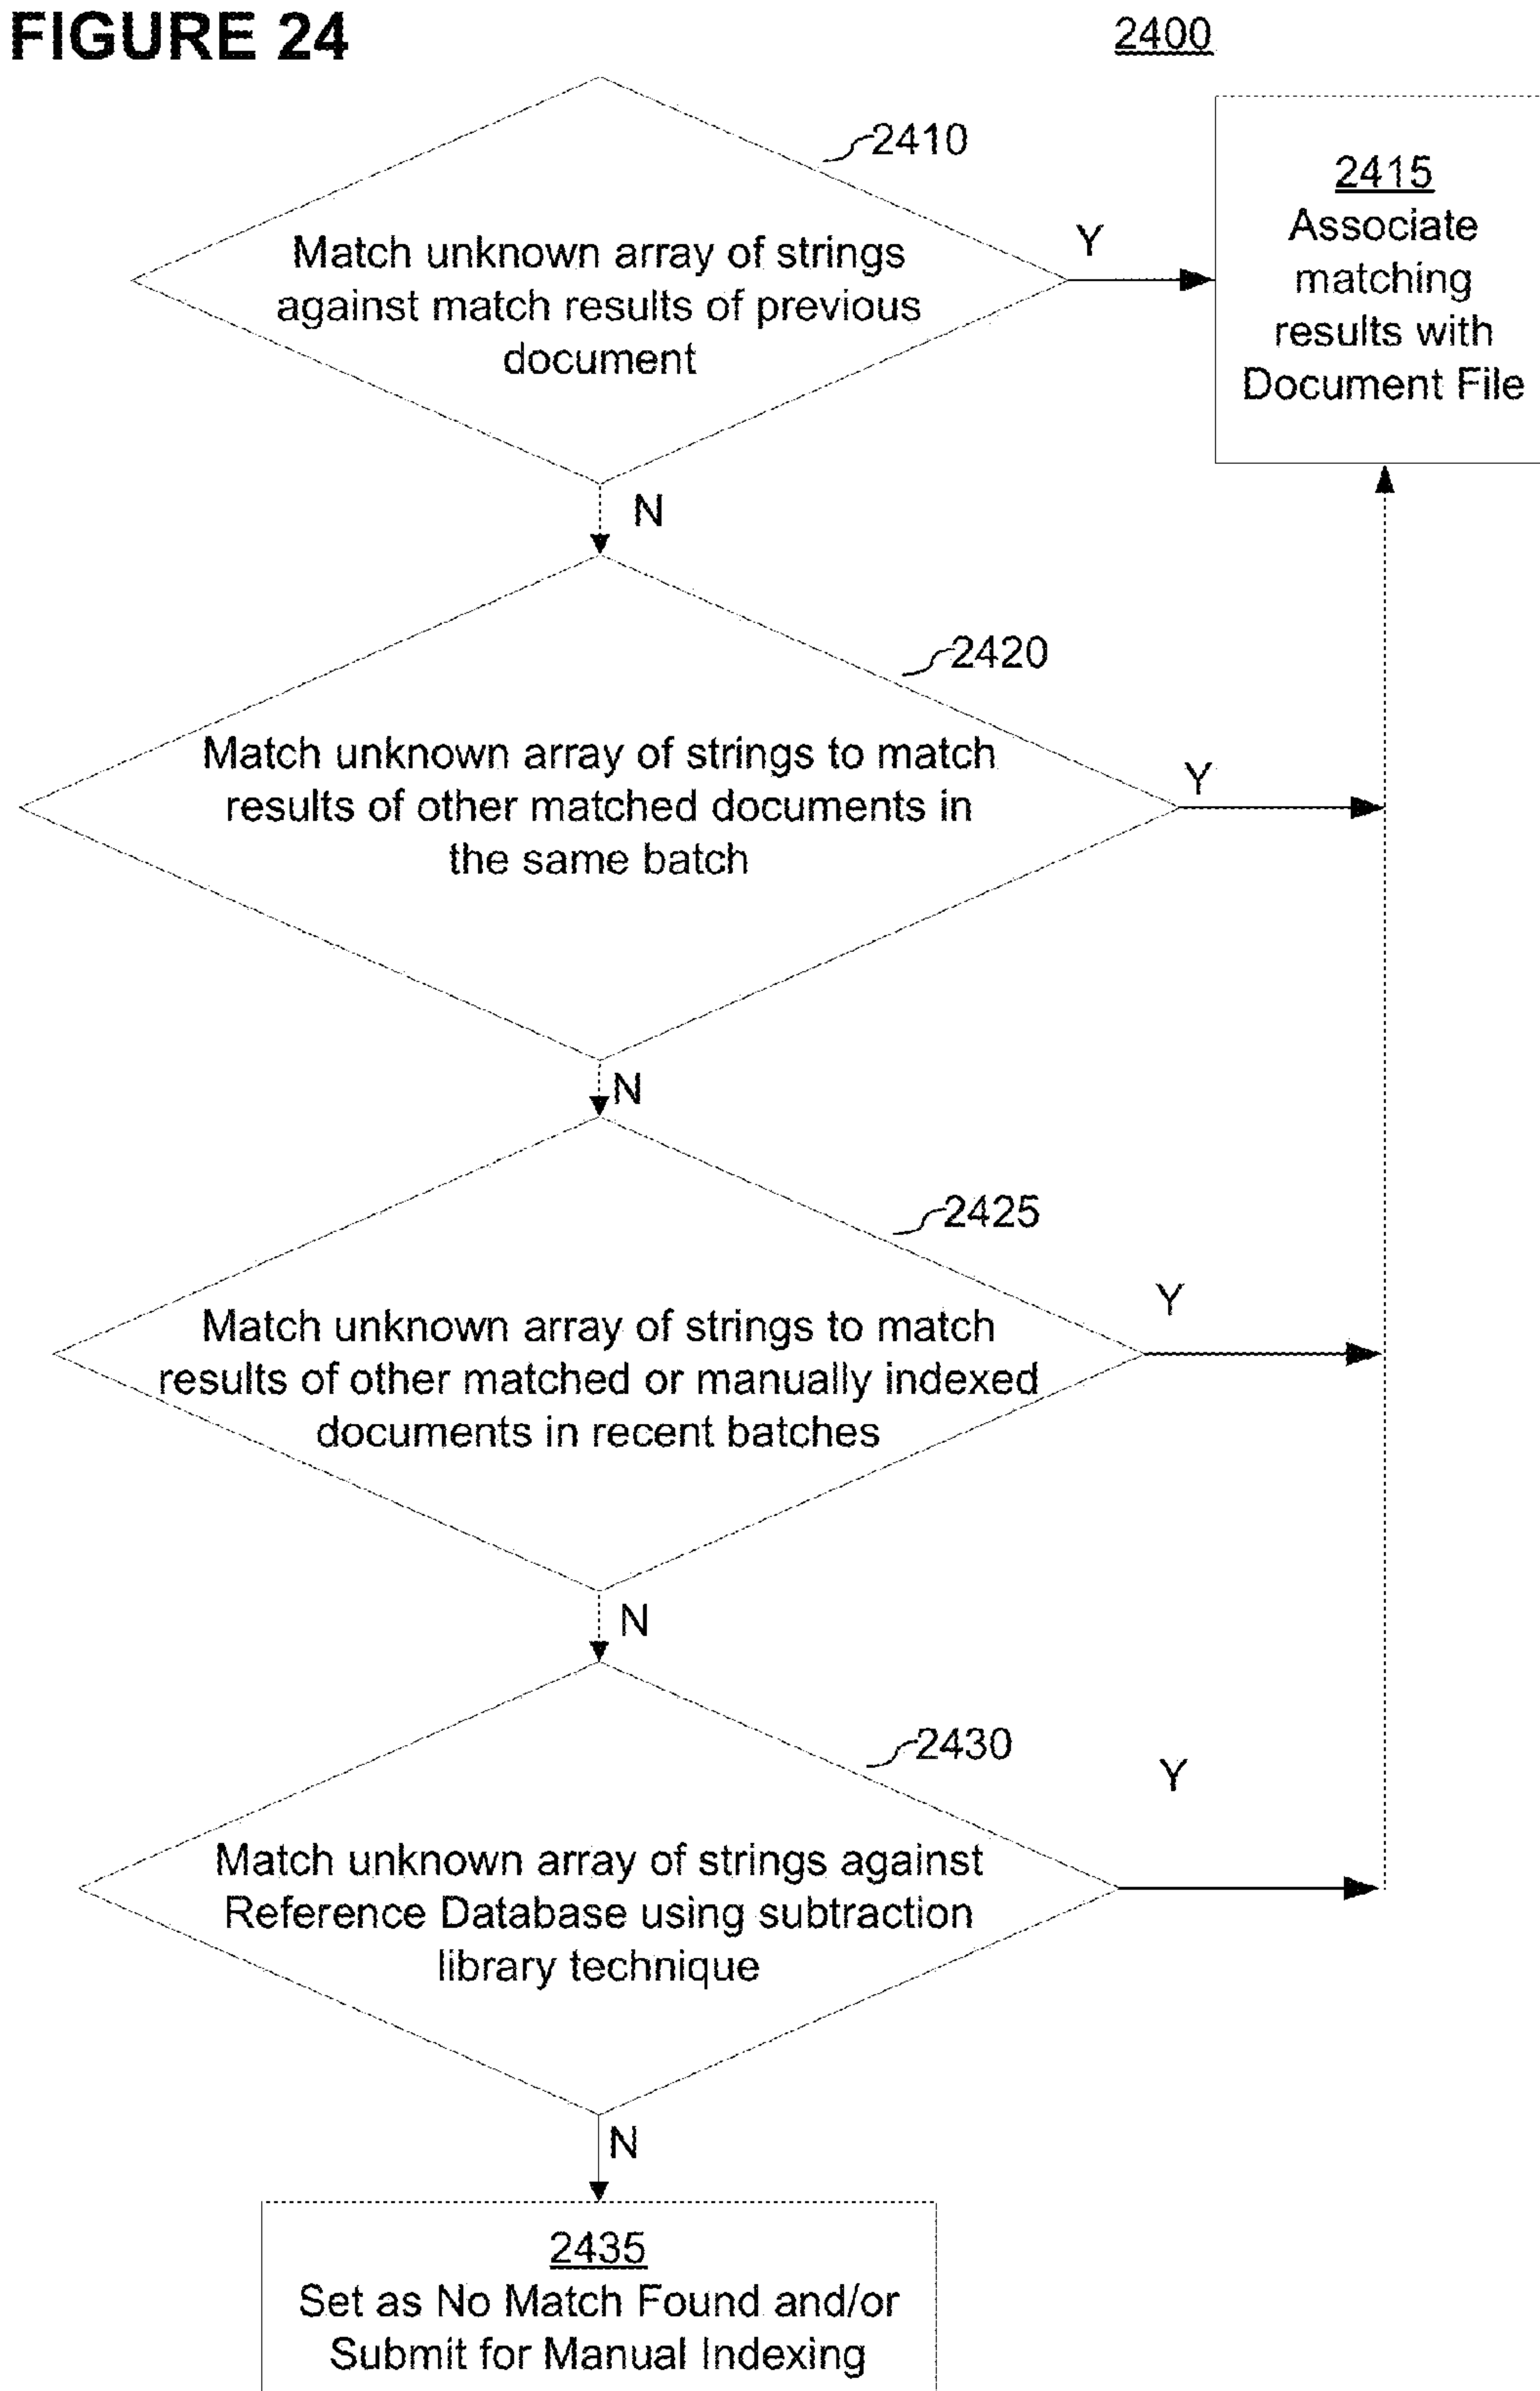 FIGURE 24
2400
2410
Match unknown array of strings
against match results of previous
document
Y
2415
Associate
matching
results with
Document File
N
2420
Match unknown array of strings to match
results of other matched documents in
the same batch
Y
N
2425
Match unknown array of strings to match
results of other matched or manually indexed
documents in recent batches
Y
N
2430
Match unknown array of strings against
Reference Database using subtraction
library technique
Y
N
2435
Set as No Match Found and/or
Submit for Manual Indexing